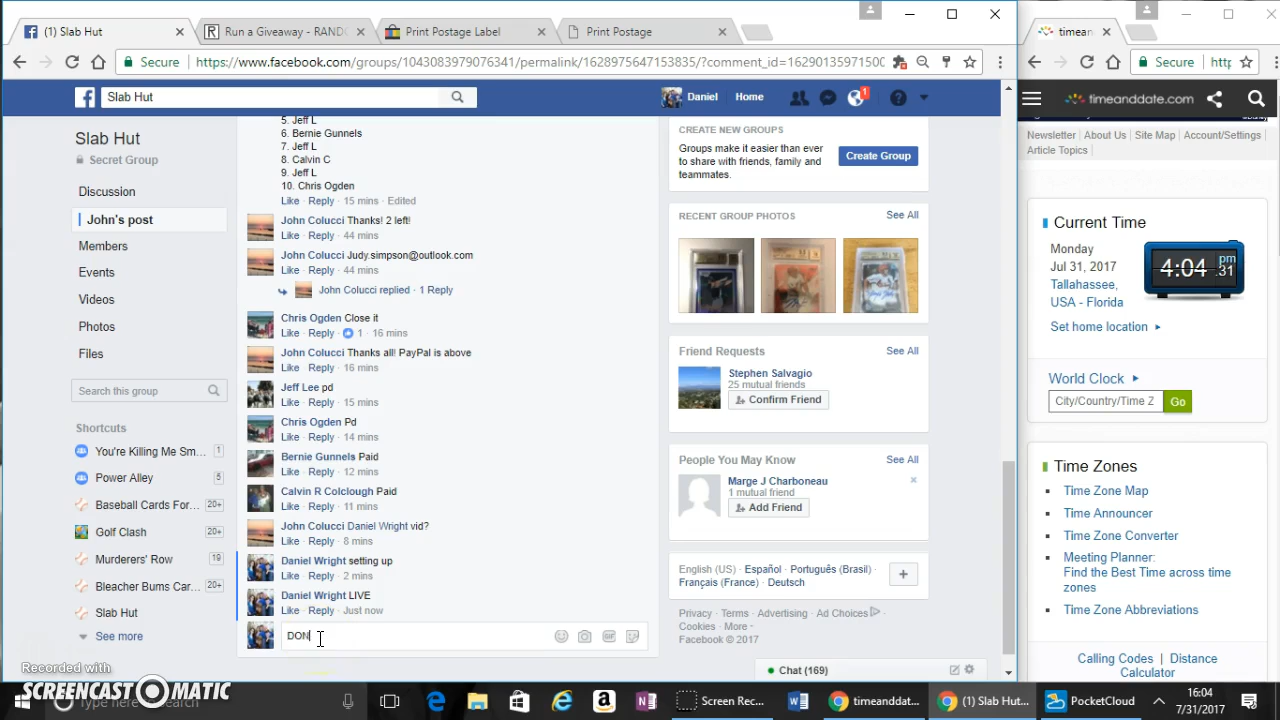 (1) Slab Hut
Run a Giveaway - RAND
Print Postage Label
Print Postage
timean
Secure
https://www.facebook.com/groups/1043083979076341/permalink/1628975647153835/?comment_id=16290135971500
Secure
http
Slab Hut
Daniel
Home
1
timeanddate.com
Slab Hut
Secret Group
Discussion
John's post
Members
Events
Videos
Photos
Files
Search this group
Shortcuts
You're Killing Me Sm... 1
Power Alley 5
Baseball Cards For... 20+
Golf Clash 20+
Murderers' Row 19
Bleacher Bums Car... 20+
Slab Hut
See more
5. Jeff L
6. Bernie Gunnels
7. Jeff L
8. Calvin C
9. Jeff L
10. Chris Ogden
Like · Reply · 15 mins · Edited
John Colucci Thanks! 2 left!
Like · Reply · 44 mins
John Colucci Judy.simpson@outlook.com
Like · Reply · 44 mins
John Colucci replied · 1 Reply
Chris Ogden Close it
Like · Reply · 1 · 16 mins
John Colucci Thanks all! PayPal is above
Like · Reply · 16 mins
Jeff Lee pd
Like · Reply · 15 mins
Chris Ogden Pd
Like · Reply · 14 mins
Bernie Gunnels Paid
Like · Reply · 12 mins
Calvin R Colclough Paid
Like · Reply · 11 mins
John Colucci Daniel Wright vid?
Like · Reply · 8 mins
Daniel Wright setting up
Like · Reply · 2 mins
Daniel Wright LIVE
Like · Reply · Just now
DON
CREATE NEW GROUPS
Groups make it easier than ever
to share with friends, family and
teammates.
Create Group
RECENT GROUP PHOTOS
See All
Friend Requests
See All
Stephen Salvagio
25 mutual friends
Confirm Friend
People You May Know
See All
Marge J Charboneau
1 mutual friend
Add Friend
English (US) · Español · Português (Brasil) ·
Français (France) · Deutsch
Privacy · Terms · Advertising · Ad Choices
Cookies · More ·
Facebook © 2017
Chat (169)
Newsletter
About Us
Site Map
Account/Settings
Article Topics
Current Time
Monday
Jul 31, 2017
Tallahassee,
USA - Florida
4:04 pm 31
Set home location
World Clock
City/Country/Time Z
Go
Time Zones
Time Zone Map
Time Announcer
Time Zone Converter
Meeting Planner:
Find the Best Time across time
zones
Time Zone Abbreviations
Calling Codes | Distance
Calculator
Recorded with
SCREENCAST-O-MATIC
Type here to search
Screen Rec...
timeanddat...
(1) Slab Hut...
PocketCloud
16:04
7/31/2017